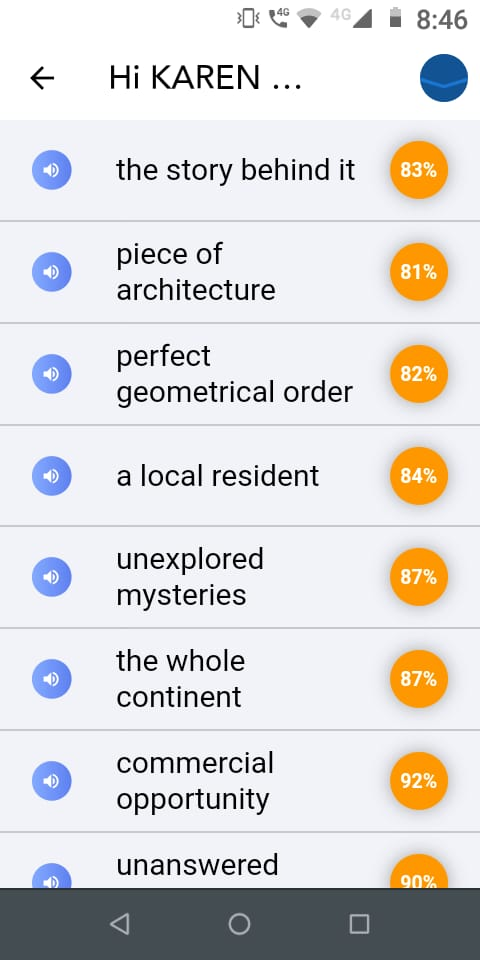 4G 4G 8:46
Hi KAREN ...
the story behind it 83%
piece of
architecture 81%
perfect
geometrical order 82%
a local resident 84%
unexplored
mysteries 87%
the whole
continent 87%
commercial
opportunity 92%
unanswered 90%